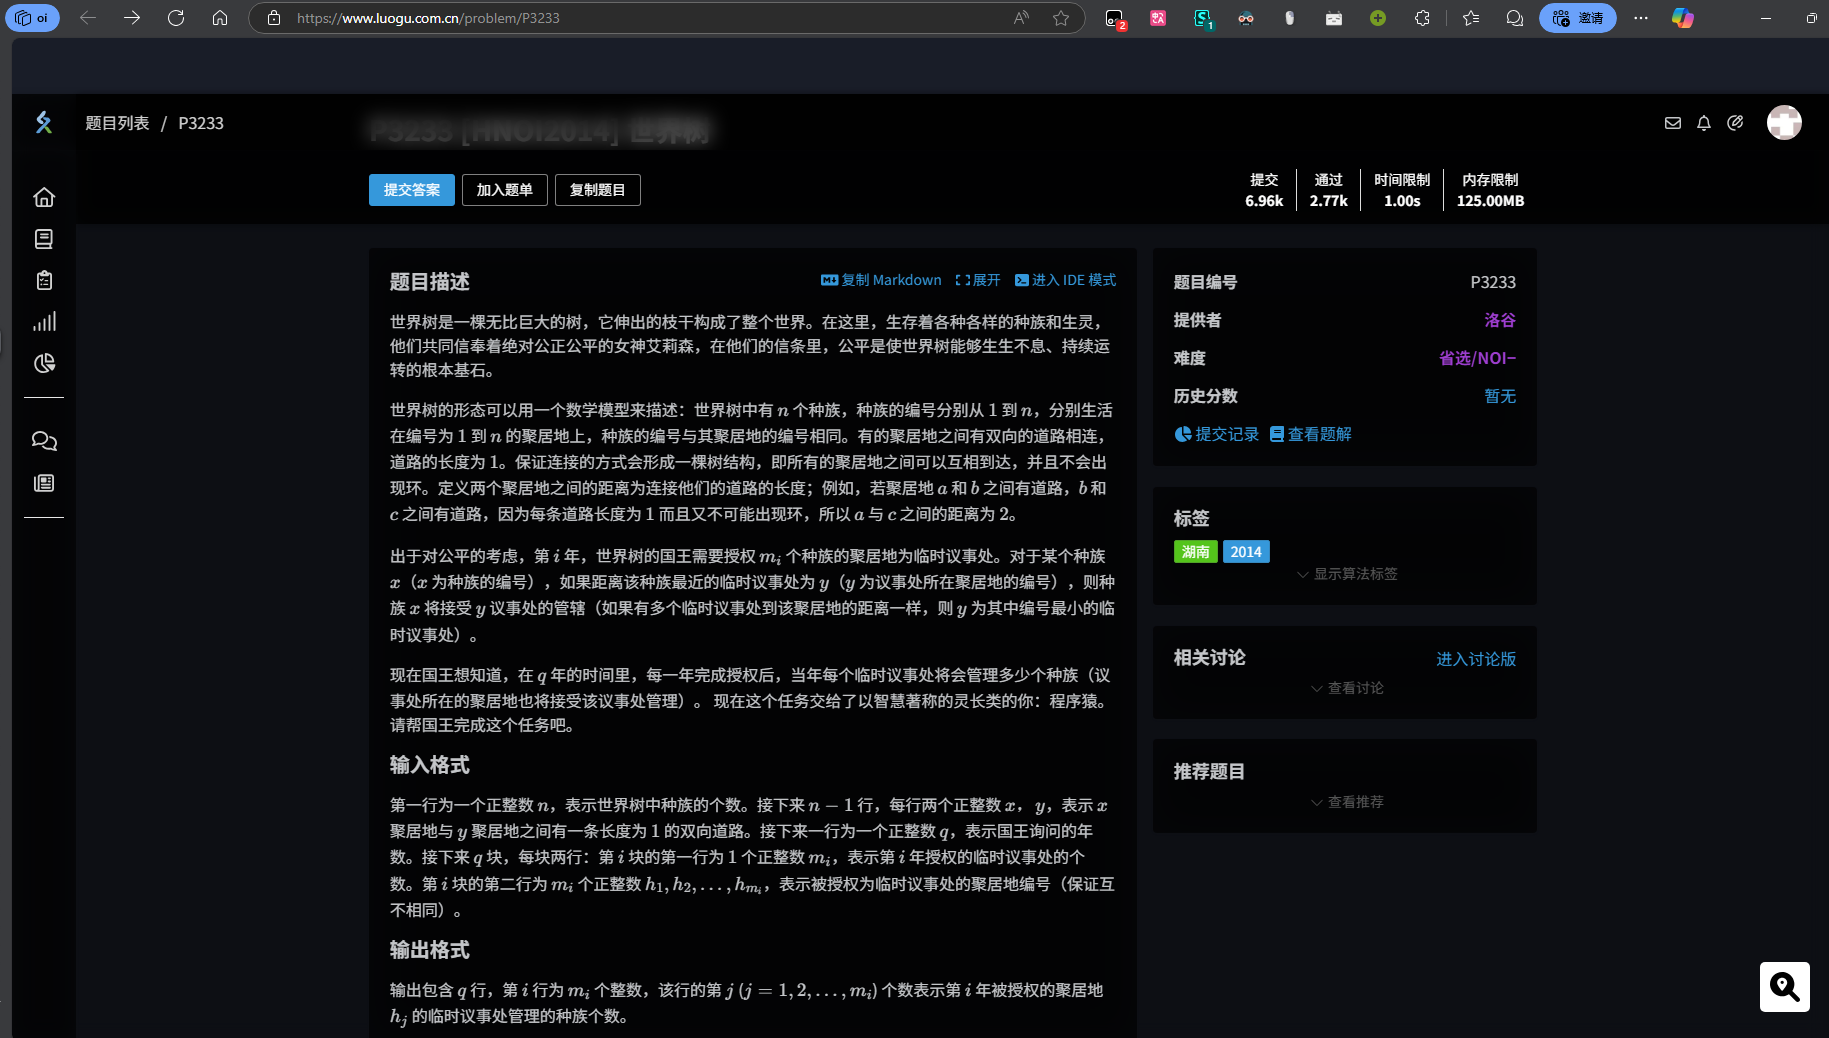 oi
https://www.luogu.com.cn/problem/P3233
2
1
邀请
题目列表 / P3233
P3233 [HNOI2014] 世界树
提交答案
加入题单
复制题目
提交
6.96k
通过
2.77k
时间限制
1.00s
内存限制
125.00MB
题目描述
复制 Markdown
展开
进入 IDE 模式
世界树是一棵无比巨大的树，它伸出的枝干构成了整个世界。在这里，生存着各种各样的种族和生灵，
他们共同信奉着绝对公正公平的女神艾莉森，在他们的信条里，公平是使世界树能够生生不息、持续运
转的根本基石。
世界树的形态可以用一个数学模型来描述：世界树中有 n 个种族，种族的编号分别从 1 到 n，分别生活
在编号为 1 到 n 的聚居地上，种族的编号与其聚居地的编号相同。有的聚居地之间有双向的道路相连，
道路的长度为 1。保证连接的方式会形成一棵树结构，即所有的聚居地之间可以互相到达，并且不会出
现环。定义两个聚居地之间的距离为连接他们的道路的长度；例如，若聚居地 a 和 b 之间有道路，b 和
c 之间有道路，因为每条道路长度为 1 而且又不可能出现环，所以 a 与 c 之间的距离为 2。
出于对公平的考虑，第 i 年，世界树的国王需要授权 m_i 个种族的聚居地为临时议事处。对于某个种族
x（x 为种族的编号），如果距离该种族最近的临时议事处为 y（y 为议事处所在聚居地的编号），则种
族 x 将接受 y 议事处的管辖（如果有多个临时议事处到该聚居地的距离一样，则 y 为其中编号最小的临
时议事处）。
现在国王想知道，在 q 年的时间里，每一年完成授权后，当年每个临时议事处将会管理多少个种族（议
事处所在的聚居地也将接受该议事处管理）。 现在这个任务交给了以智慧著称的灵长类的你：程序猿。
请帮国王完成这个任务吧。
输入格式
第一行为一个正整数 n，表示世界树中种族的个数。接下来 n − 1 行，每行两个正整数 x， y，表示 x
聚居地与 y 聚居地之间有一条长度为 1 的双向道路。接下来一行为一个正整数 q，表示国王询问的年
数。接下来 q 块，每块两行：第 i 块的第一行为 1 个正整数 m_i，表示第 i 年授权的临时议事处的个
数。第 i 块的第二行为 m_i 个正整数 h_1, h_2, . . . , h_{m_i}，表示被授权为临时议事处的聚居地编号（保证互
不相同）。
输出格式
输出包含 q 行，第 i 行为 m_i 个整数，该行的第 j (j = 1, 2, . . . , m_i) 个数表示第 i 年被授权的聚居地
h_j 的临时议事处管理的种族个数。
题目编号
P3233
提供者
洛谷
难度
省选/NOI−
历史分数
暂无
提交记录
查看题解
标签
湖南
2014
显示算法标签
相关讨论
进入讨论版
查看讨论
推荐题目
查看推荐